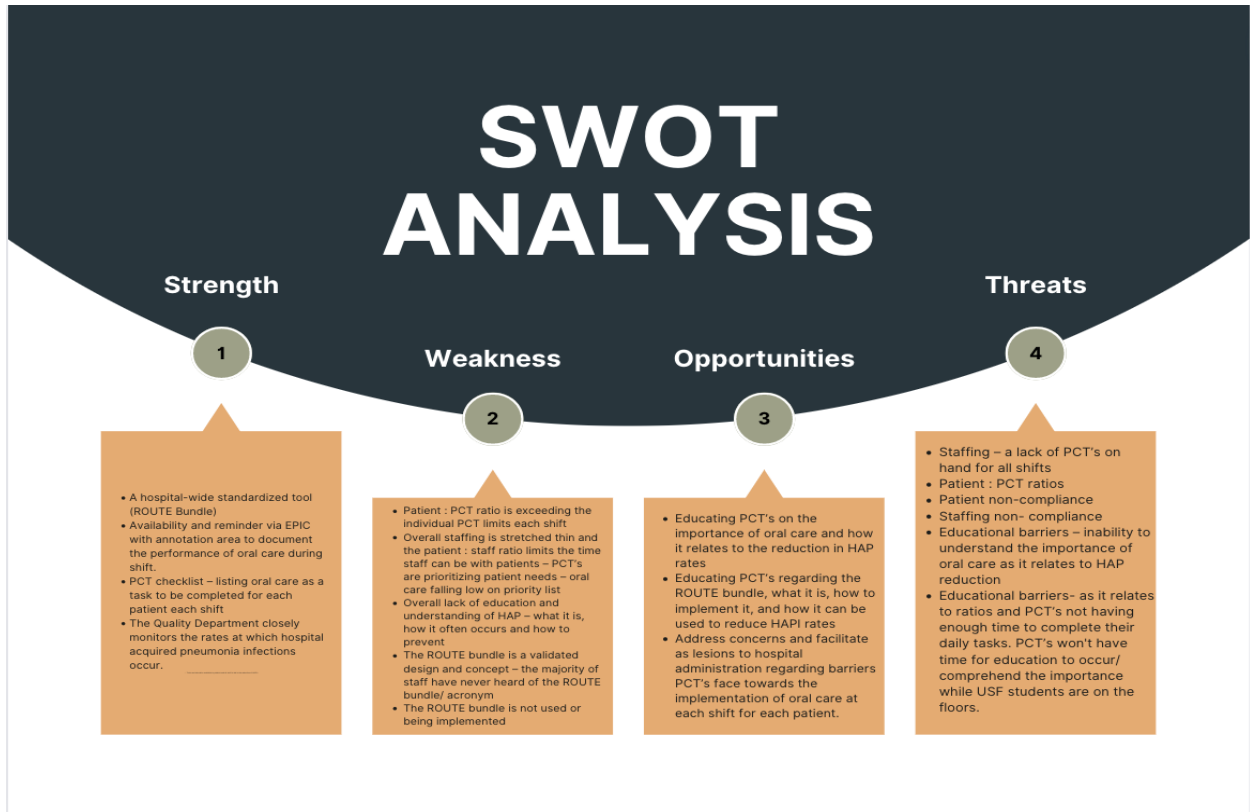 SWOT
ANALYSIS
Strength
1
• A hospital-wide standardized tool
(ROUTE Bundle)
• Availability and reminder via EPIC
with annotation area to document
the performance of oral care during
shift.
• PCT checklist – listing oral care as a
task to be completed for each
patient each shift
• The Quality Department closely
monitors the rates at which hospital
acquired pneumonia infections
occur.
Weakness
2
• Patient : PCT ratio is exceeding the
individual PCT limits each shift
• Overall staffing is stretched thin and
the patient : staff ratio limits the time
staff can be with patients – PCT's
are prioritizing patient needs – oral
care falling low on priority list
• Overall lack of education and
understanding of HAP – what it is,
how it often occurs and how to
prevent
• The ROUTE bundle is a validated
design and concept – the majority of
staff have never heard of the ROUTE
bundle/ acronym
• The ROUTE bundle is not used or
being implemented
Opportunities
3
• Educating PCT's on the
importance of oral care and how
it relates to the reduction in HAP
rates
• Educating PCT's regarding the
ROUTE bundle, what it is, how to
implement it, and how it can be
used to reduce HAPI rates
• Address concerns and facilitate
as lesions to hospital
administration regarding barriers
PCT's face towards the
implementation of oral care at
each shift for each patient.
Threats
4
• Staffing – a lack of PCT's on
hand for all shifts
• Patient : PCT ratios
• Patient non-compliance
• Staffing non- compliance
• Educational barriers – inability to
understand the importance of
oral care as it relates to HAP
reduction
• Educational barriers- as it relates
to ratios and PCT's not having
enough time to complete their
daily tasks. PCT's won't have
time for education to occur/
comprehend the importance
while USF students are on the
floors.